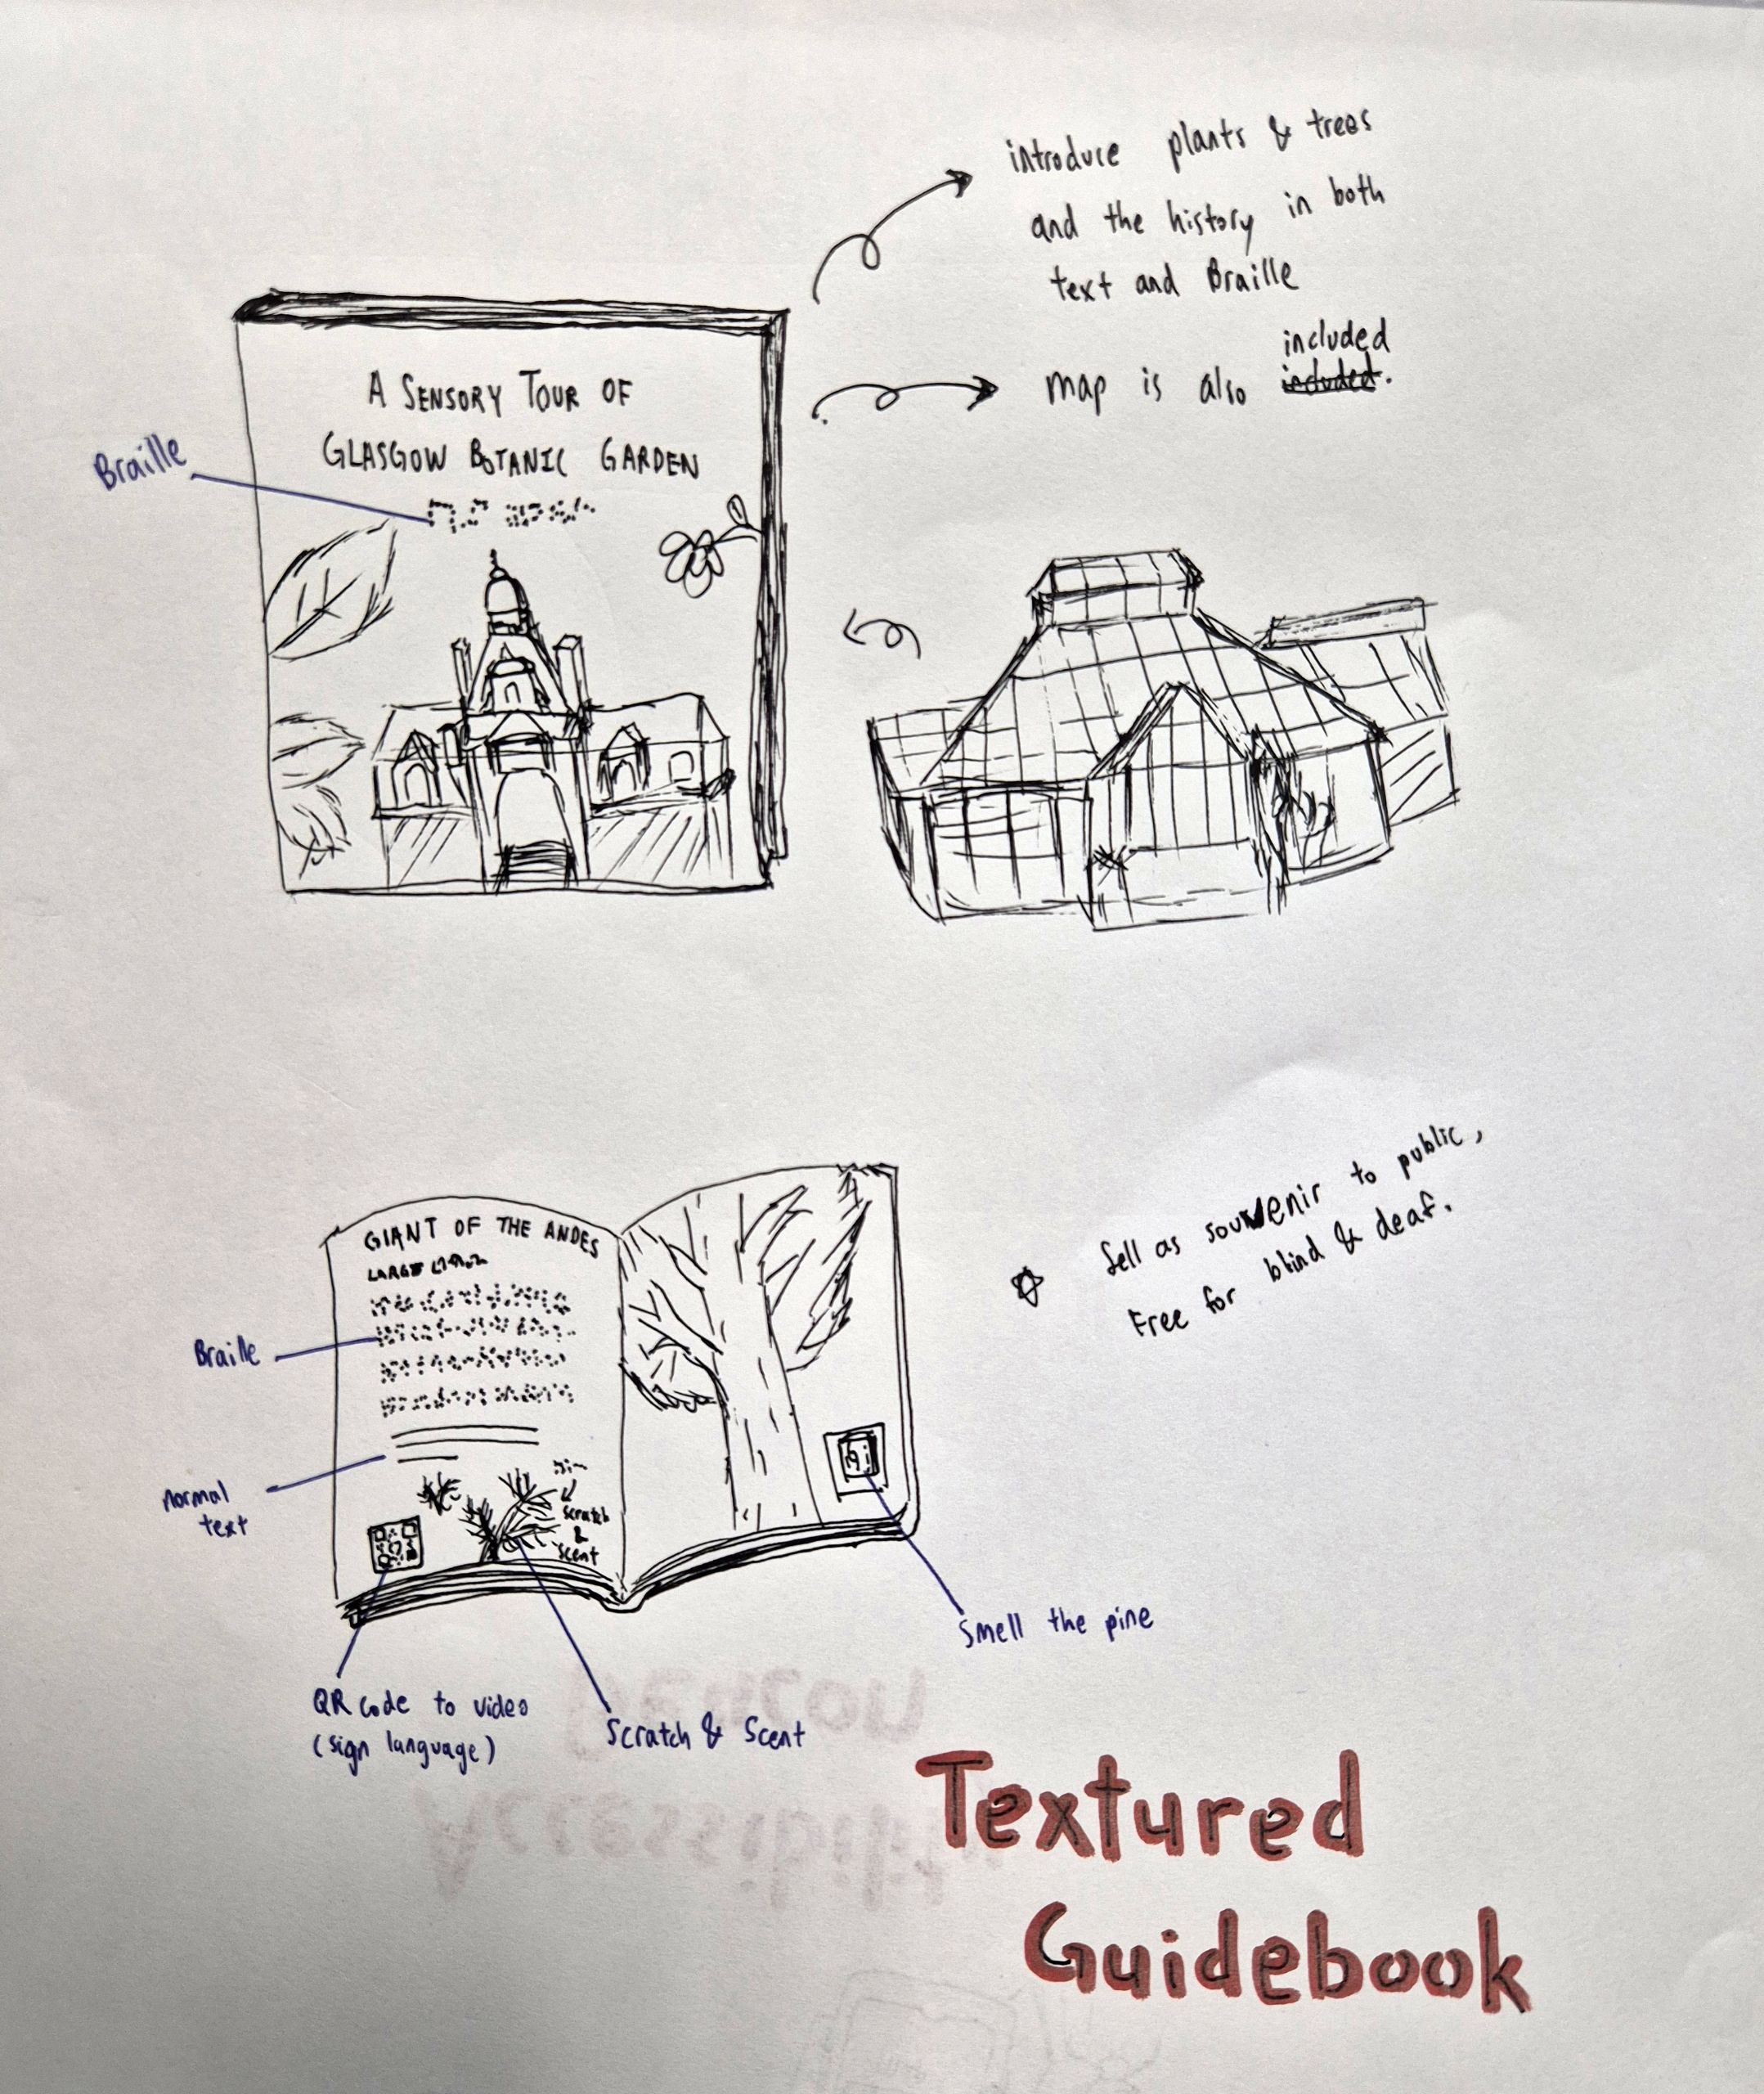 introduce plants & trees
and the history in both
text and Braille
included
map is also included.
A SENSORY TOUR OF
GLASGOW BOTANIC GARDEN
Braille
GIANT OF THE ANDES
LARGE
Braille
normal
text
scratch
&
scent
QR code to video
(sign language)
Scratch & Scent
Smell the pine
Sell as souvenir to public,
Free for blind & deaf.
Textured
Guidebook